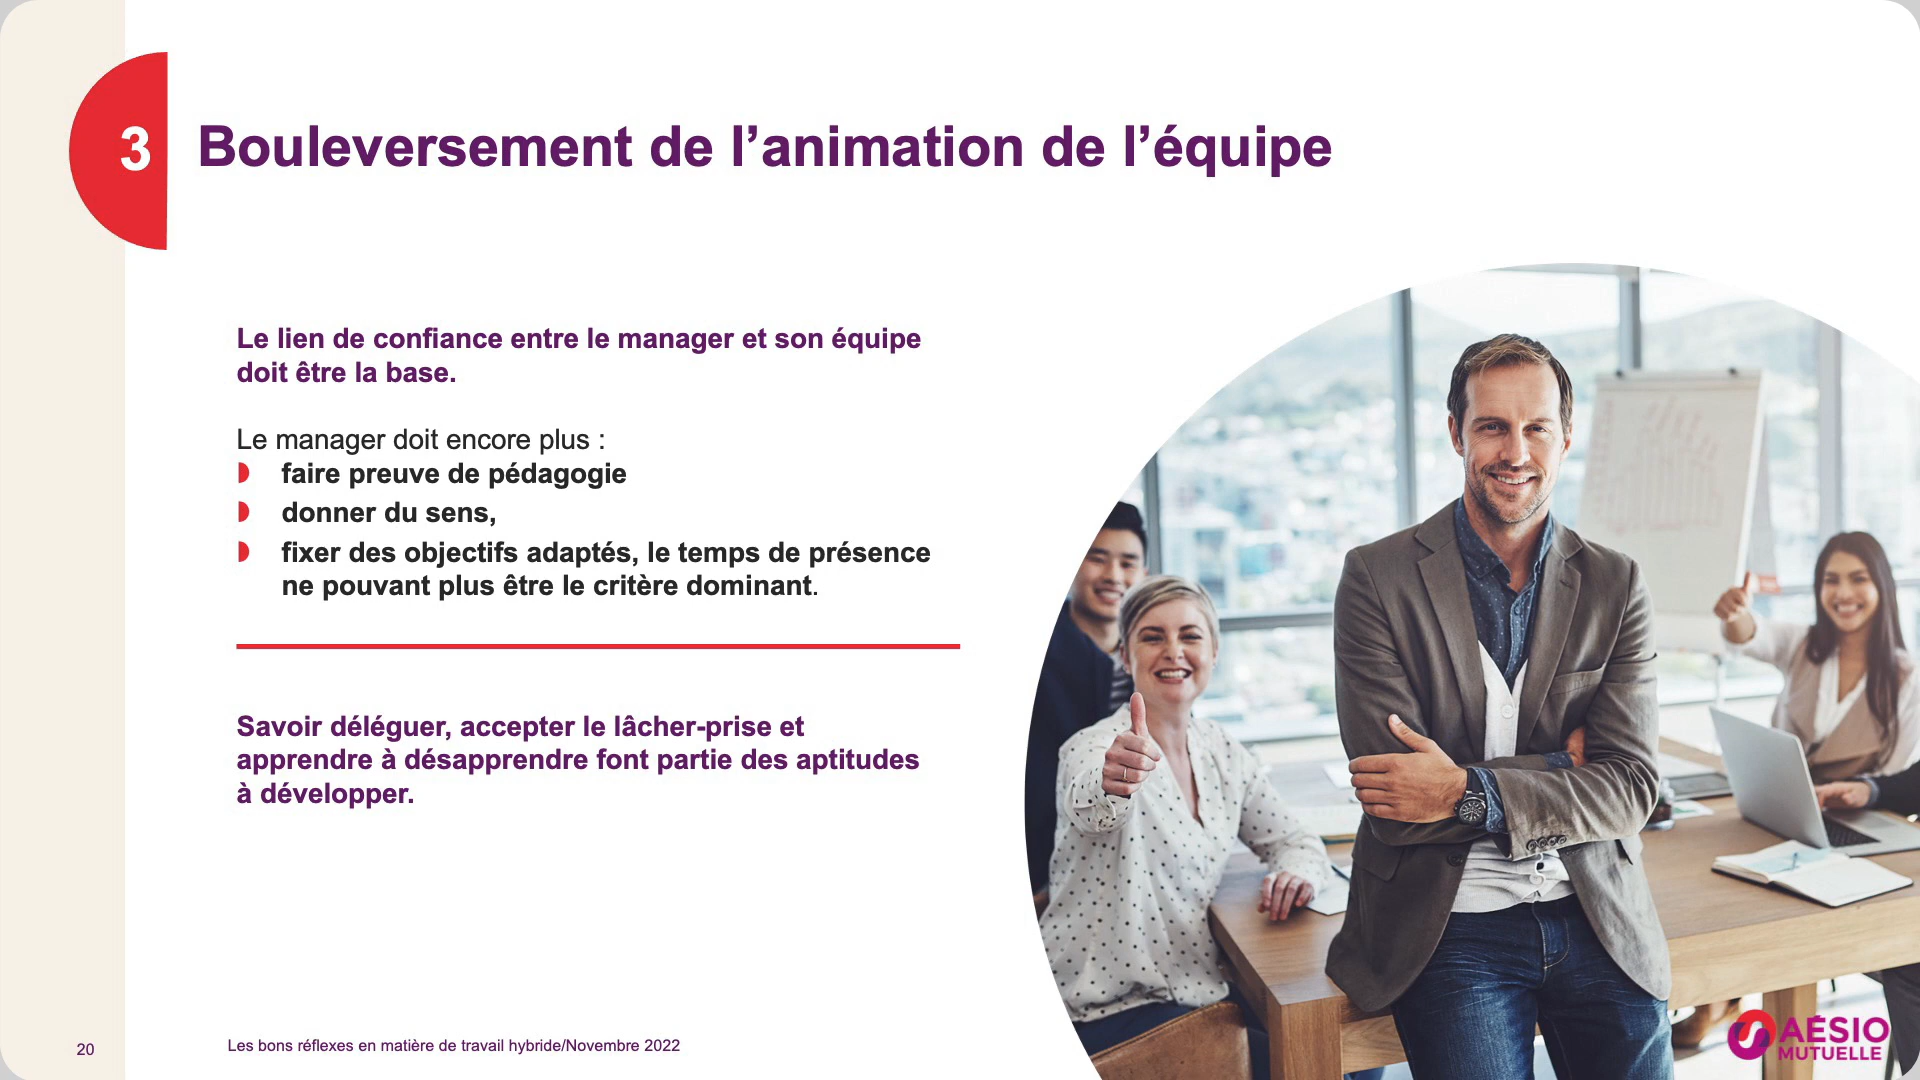 3
Bouleversement de l’animation de l’équipe
Le lien de confiance entre le manager et son équipe
doit être la base.
Le manager doit encore plus :
faire preuve de pédagogie
donner du sens,
fixer des objectifs adaptés, le temps de présence
ne pouvant plus être le critère dominant.
Savoir déléguer, accepter le lâcher-prise et
apprendre à désapprendre font partie des aptitudes
à développer.
20
Les bons réflexes en matière de travail hybride/Novembre 2022
AÉSIO
MUTUELLE